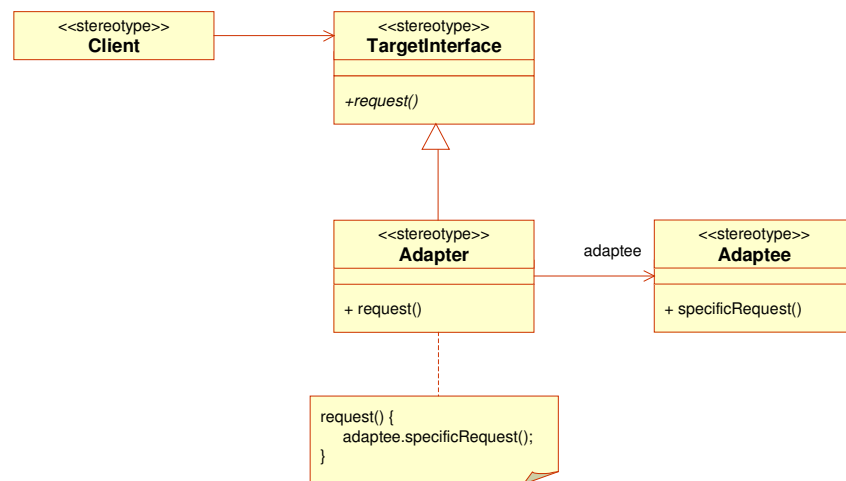 <<stereotype>>
Client
<<stereotype>>
TargetInterface
+request()
<<stereotype>>
Adapter
+ request()
adaptee
<<stereotype>>
Adaptee
+ specificRequest()
request() {
adaptee.specificRequest();
}